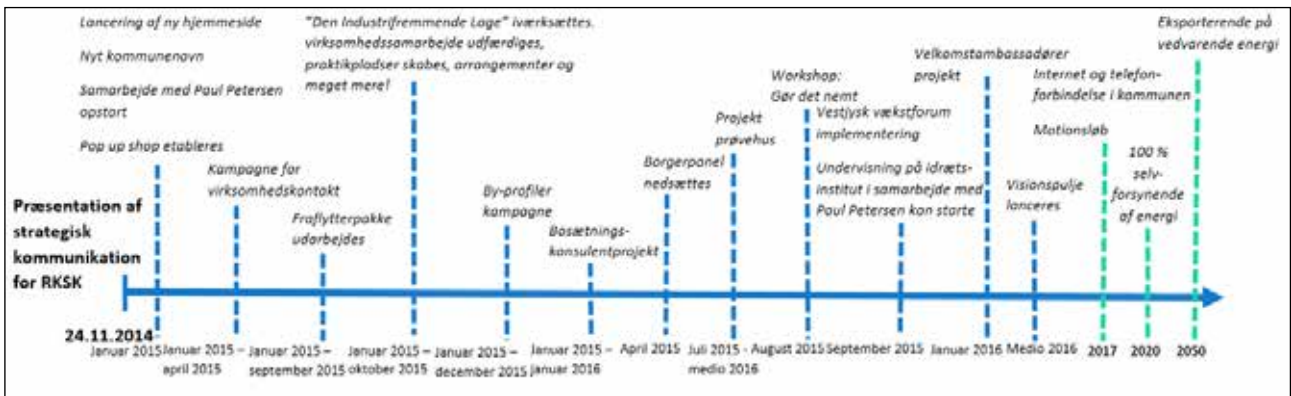 Lancering af ny hjemmeside
Nyt kommunenavn
Samarbejde med Paul Petersen
opstart
Pop up shop etableres
Præsentation af
strategisk
kommunikation
for RKSK
24.11.2014
Kampagne for
virksomhedskontakt
Fraflytterpakke
udarbejdes
"Den Industrifremmende Loge" iværksættes.
virksomhedssamarbejde udfærdiges,
praktikpladser skabes, arrangementer og
meget mere!
By-profiler
kampagne
Bosætnings-
konsulentprojekt
Borgerpanel
nedsættes
Projekt
prøvehus
Workshop:
Gør det nemt
Vestjysk vækstforum
implementering
Undervisning på idræts-
institut i samarbejde med
Paul Petersen kan starte
Velkomstambassadører
projekt
Visionspulje
lanceres
Internet og telefon-
forbindelse i kommunen
Motionsløb
100 %
selv-
forsynende
af energi
Eksporterende på
vedvarende energi
Januar 2015
Januar 2015 –
april 2015
Januar 2015 –
september 2015
Januar 2015 –
oktober 2015
Januar 2015 –
december 2015
Januar 2015 –
januar 2016
April 2015
Juli 2015 -
medio 2016
August 2015
September 2015
Januar 2016
Medio 2016
2017
2020
2050